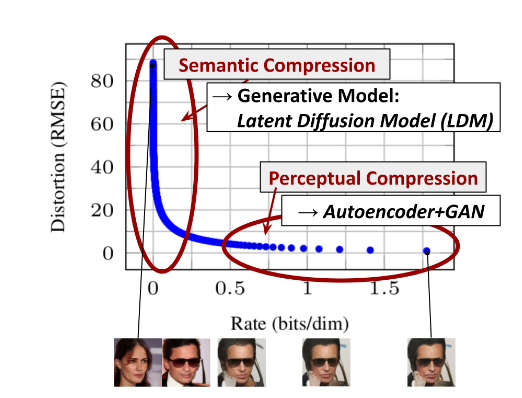 Semantic Compression
→ Generative Model:
Latent Diffusion Model (LDM)
Perceptual Compression
→ Autoencoder+GAN
Distortion (RMSE)
80
60
40
20
0
0
0.5
1
1.5
Rate (bits/dim)